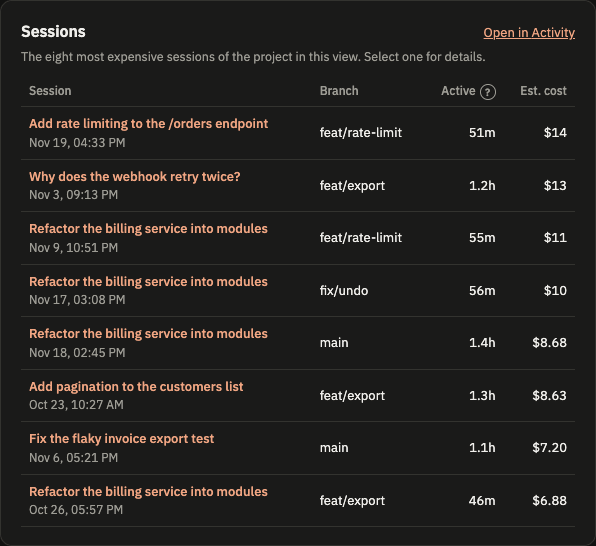 Sessions
Open in Activity
The eight most expensive sessions of the project in this view. Select one for details.
Session Branch Active ? Est. cost
Add rate limiting to the /orders endpoint
Nov 19, 04:33 PM
feat/rate-limit 51m $14
Why does the webhook retry twice?
Nov 3, 09:13 PM
feat/export 1.2h $13
Refactor the billing service into modules
Nov 9, 10:51 PM
feat/rate-limit 55m $11
Refactor the billing service into modules
Nov 17, 03:08 PM
fix/undo 56m $10
Refactor the billing service into modules
Nov 18, 02:45 PM
main 1.4h $8.68
Add pagination to the customers list
Oct 23, 10:27 AM
feat/export 1.3h $8.63
Fix the flaky invoice export test
Nov 6, 05:21 PM
main 1.1h $7.20
Refactor the billing service into modules
Oct 26, 05:57 PM
feat/export 46m $6.88